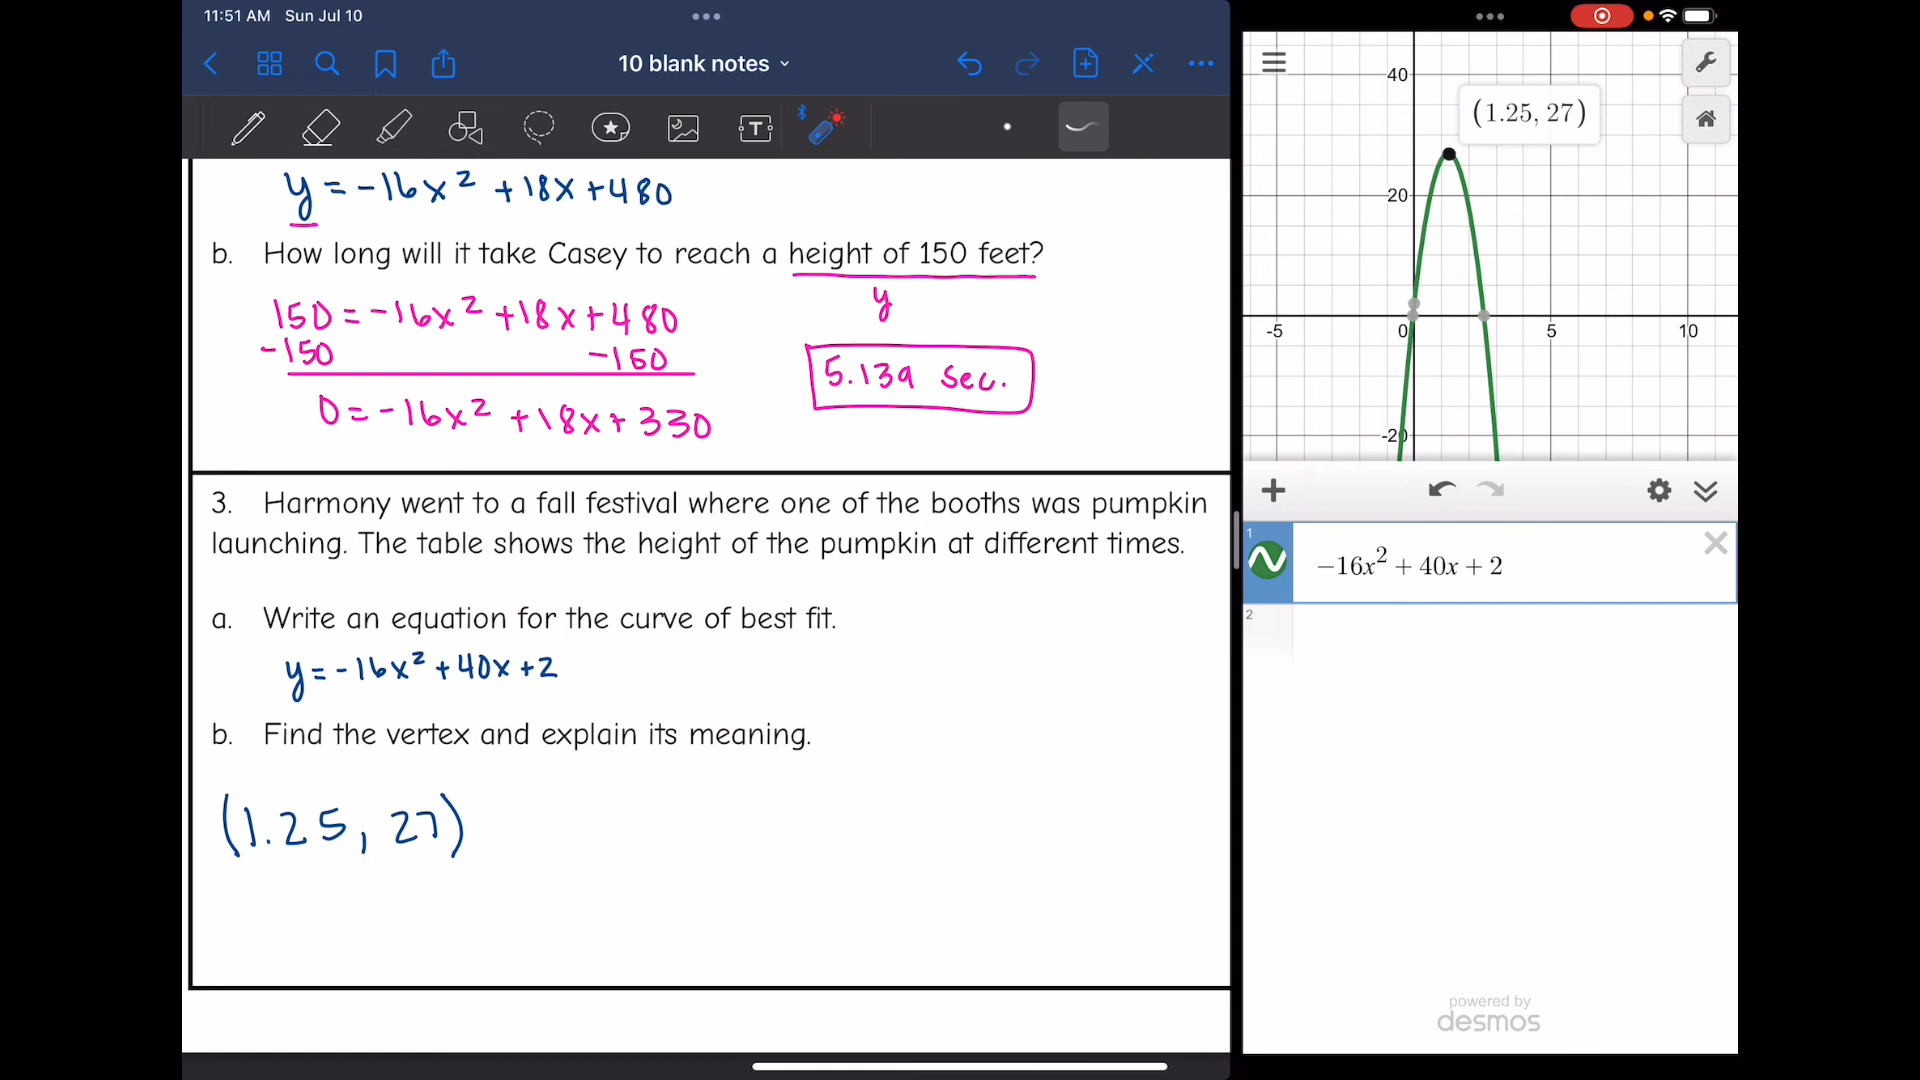 11:51 AM Sun Jul 10
10 blank notes
T
y = -16x² + 18x + 480
b. How long will it take Casey to reach a height of 150 feet?
y
150 = -16x² + 18x + 480
-150 -150
5.139 sec.
0 = -16x² + 18x + 330
3. Harmony went to a fall festival where one of the booths was pumpkin
launching. The table shows the height of the pumpkin at different times.
a. Write an equation for the curve of best fit.
y = -16x² + 40x + 2
b. Find the vertex and explain its meaning.
(1.25, 27)
40
(1.25, 27)
20
-5 0 5 10
-20
1
−16x² + 40x + 2
2
powered by
desmos